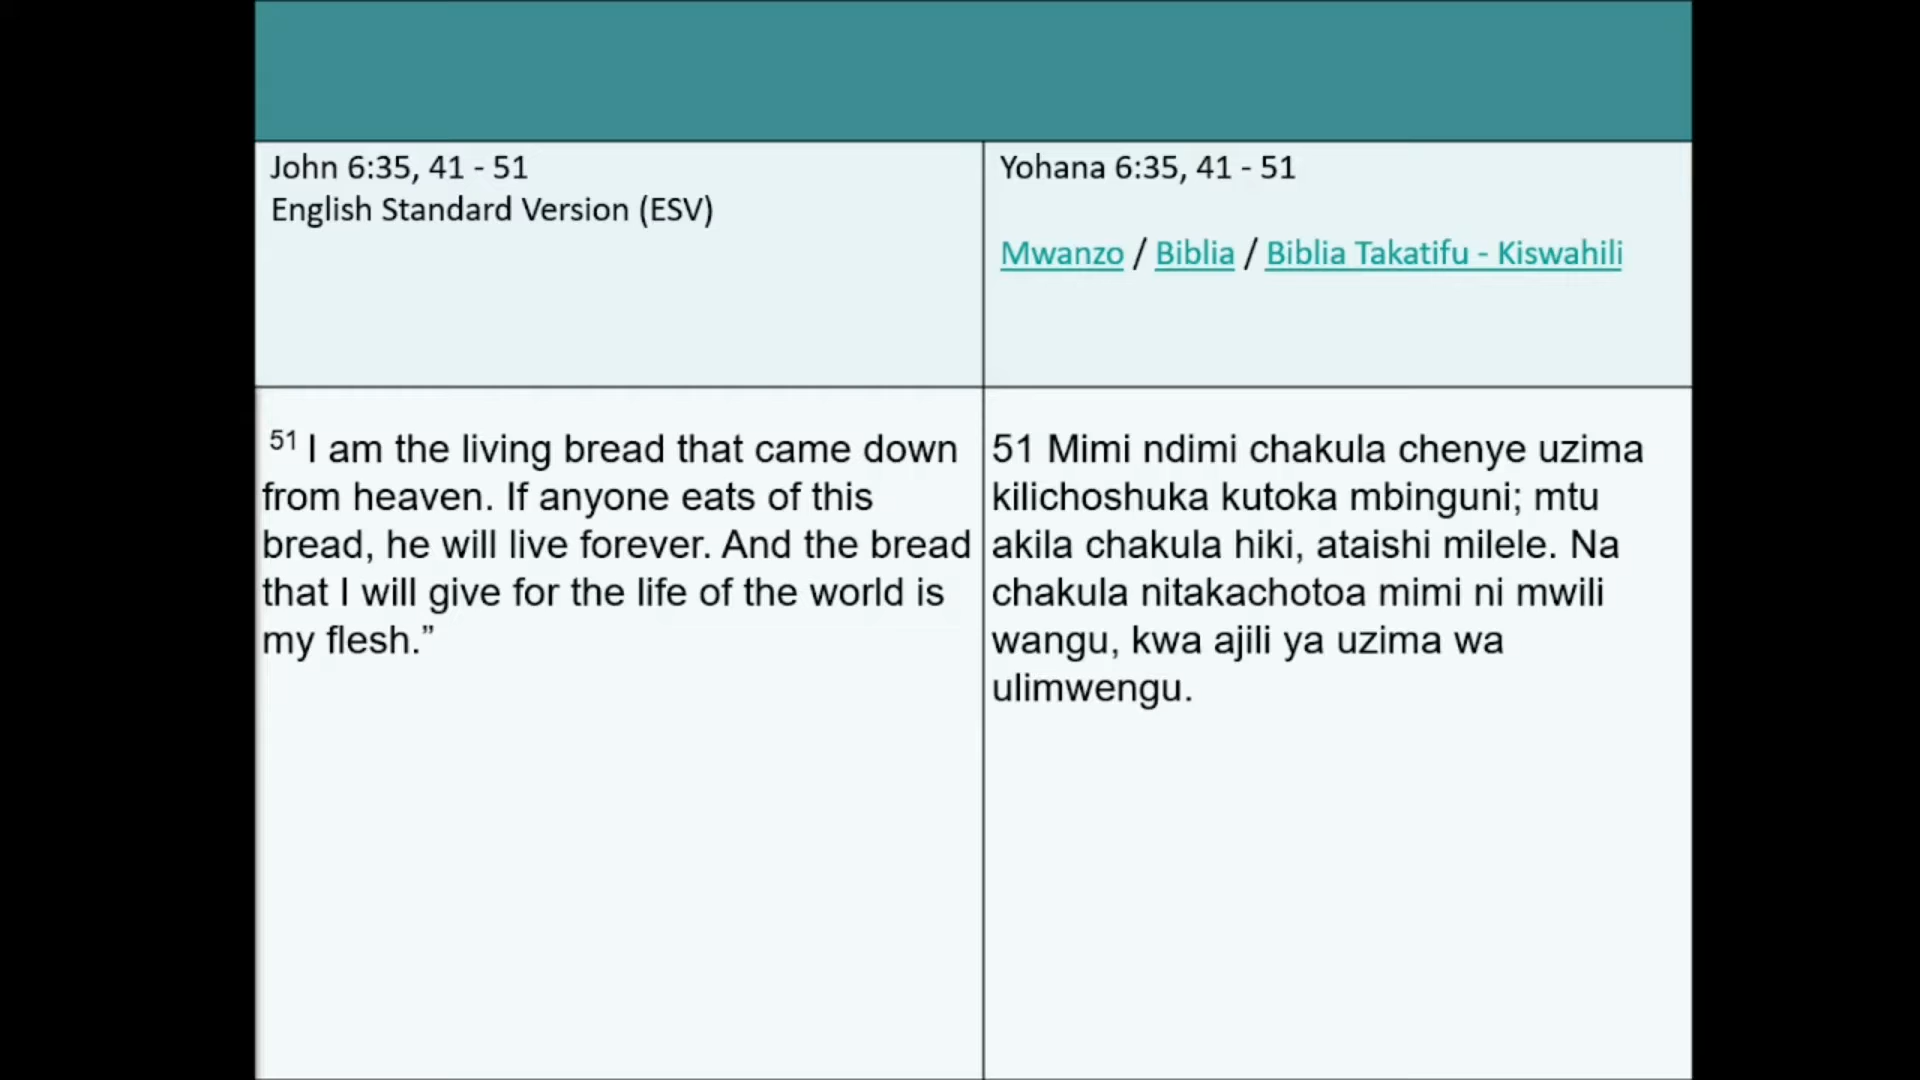 John 6:35, 41 - 51
English Standard Version (ESV)
Yohana 6:35, 41 - 51
Mwanzo / Biblia / Biblia Takatifu - Kiswahili
51 I am the living bread that came down
from heaven. If anyone eats of this
bread, he will live forever. And the bread
that I will give for the life of the world is
my flesh.”
51 Mimi ndimi chakula chenye uzima
kilichoshuka kutoka mbinguni; mtu
akila chakula hiki, ataishi milele. Na
chakula nitakachotoa mimi ni mwili
wangu, kwa ajili ya uzima wa
ulimwengu.